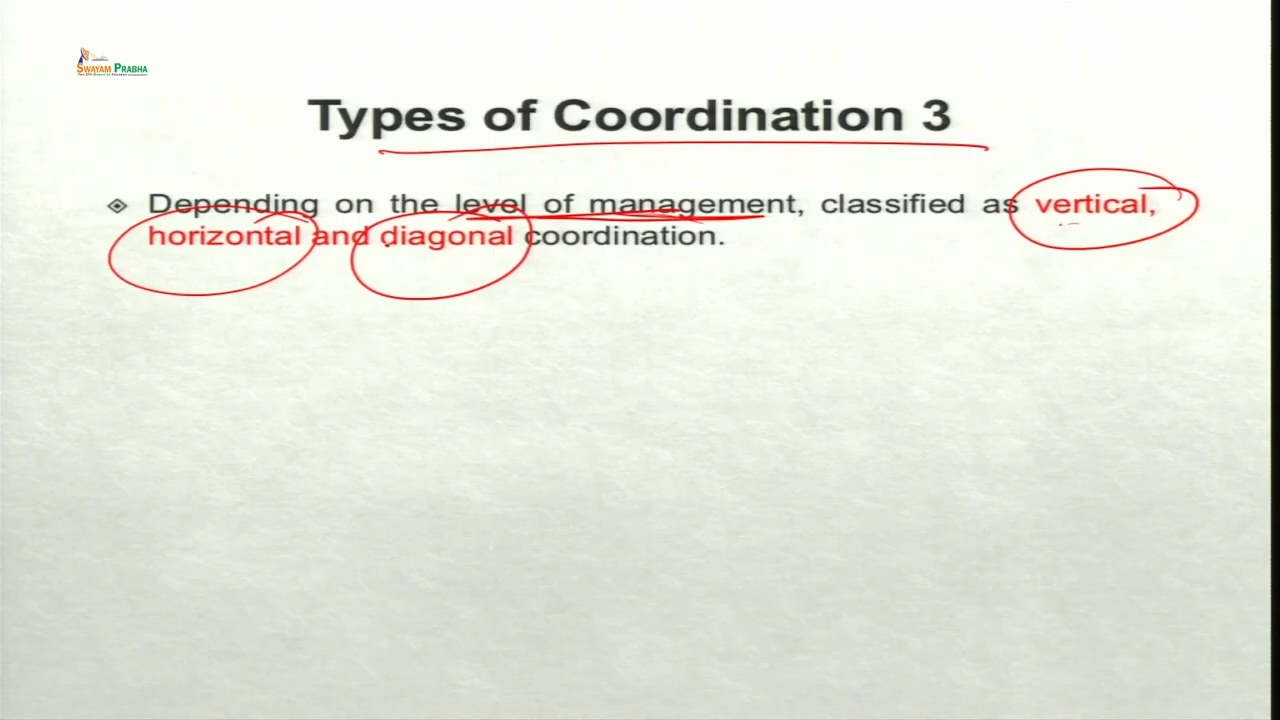 SWAYAM PRABHA
Types of Coordination 3
Depending on the level of management, classified as vertical,
horizontal and diagonal coordination.